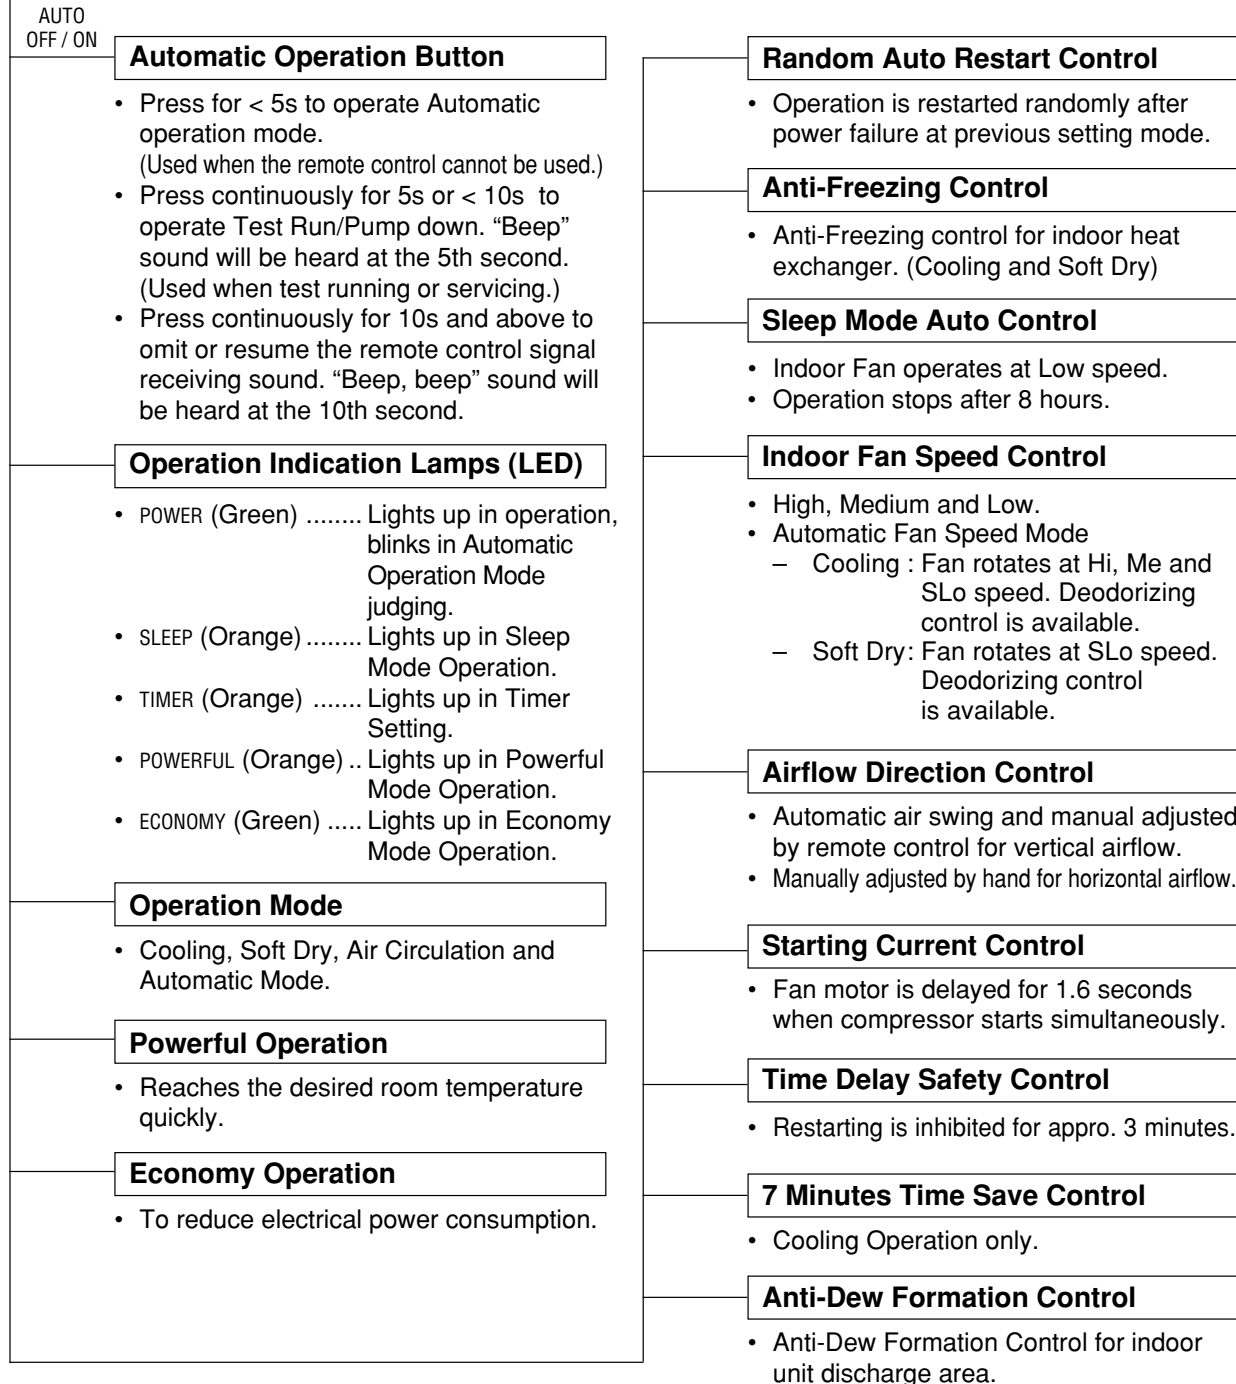 AUTO
OFF / ON
Automatic Operation Button
• Press for < 5s to operate Automatic
operation mode.
(Used when the remote control cannot be used.)
• Press continuously for 5s or < 10s to
operate Test Run/Pump down. “Beep”
sound will be heard at the 5th second.
(Used when test running or servicing.)
• Press continuously for 10s and above to
omit or resume the remote control signal
receiving sound. “Beep, beep” sound will
be heard at the 10th second.
Operation Indication Lamps (LED)
• POWER (Green) ........ Lights up in operation,
blinks in Automatic
Operation Mode
judging.
• SLEEP (Orange) ........ Lights up in Sleep
Mode Operation.
• TIMER (Orange) ....... Lights up in Timer
Setting.
• POWERFUL (Orange) .. Lights up in Powerful
Mode Operation.
• ECONOMY (Green) ..... Lights up in Economy
Mode Operation.
Operation Mode
• Cooling, Soft Dry, Air Circulation and
Automatic Mode.
Powerful Operation
• Reaches the desired room temperature
quickly.
Economy Operation
• To reduce electrical power consumption.
Random Auto Restart Control
• Operation is restarted randomly after
power failure at previous setting mode.
Anti-Freezing Control
• Anti-Freezing control for indoor heat
exchanger. (Cooling and Soft Dry)
Sleep Mode Auto Control
• Indoor Fan operates at Low speed.
• Operation stops after 8 hours.
Indoor Fan Speed Control
• High, Medium and Low.
• Automatic Fan Speed Mode
– Cooling : Fan rotates at Hi, Me and
SLo speed. Deodorizing
control is available.
– Soft Dry: Fan rotates at SLo speed.
Deodorizing control
is available.
Airflow Direction Control
• Automatic air swing and manual adjusted
by remote control for vertical airflow.
• Manually adjusted by hand for horizontal airflow.
Starting Current Control
• Fan motor is delayed for 1.6 seconds
when compressor starts simultaneously.
Time Delay Safety Control
• Restarting is inhibited for appro. 3 minutes.
7 Minutes Time Save Control
• Cooling Operation only.
Anti-Dew Formation Control
• Anti-Dew Formation Control for indoor
unit discharge area.